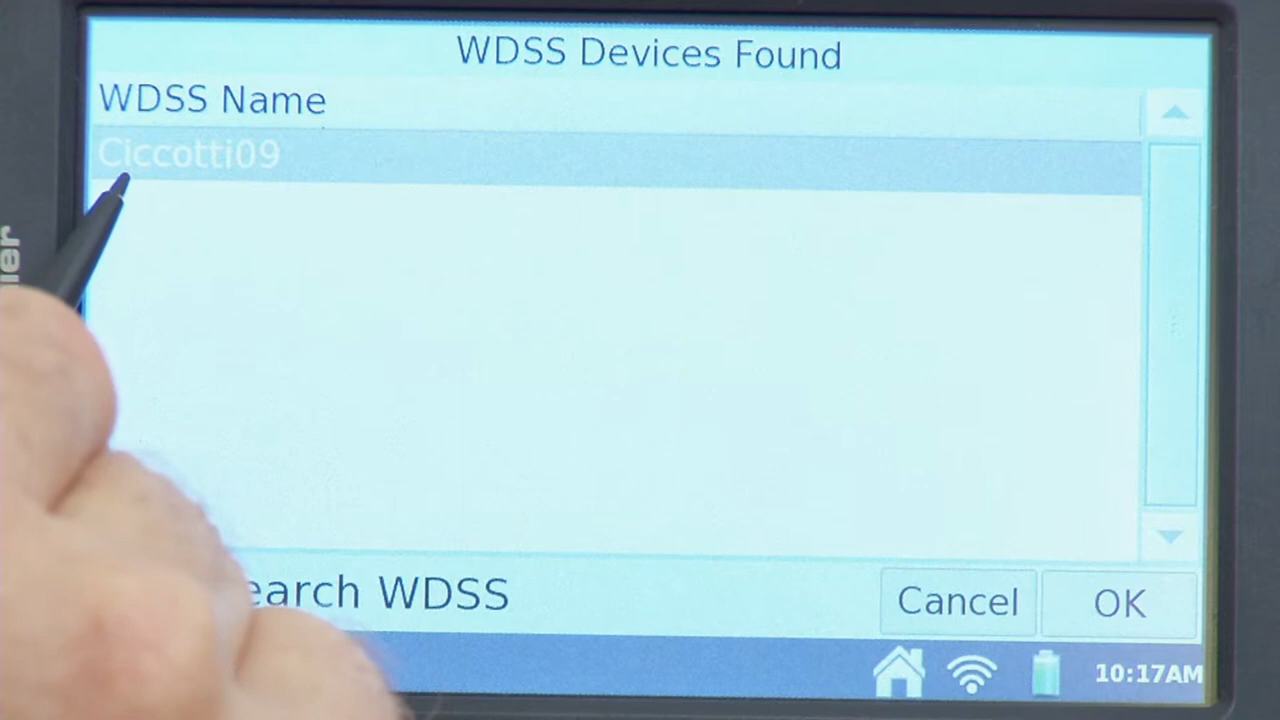 WDSS Devices Found
WDSS Name
Ciccotti09
earch WDSS
Cancel
OK
10:17AM